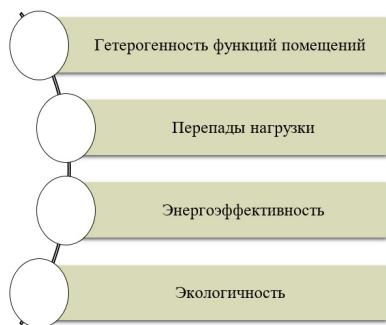 Гетерогенность функций помещений
Перепады нагрузки
Энергоэффективность
Экологичность